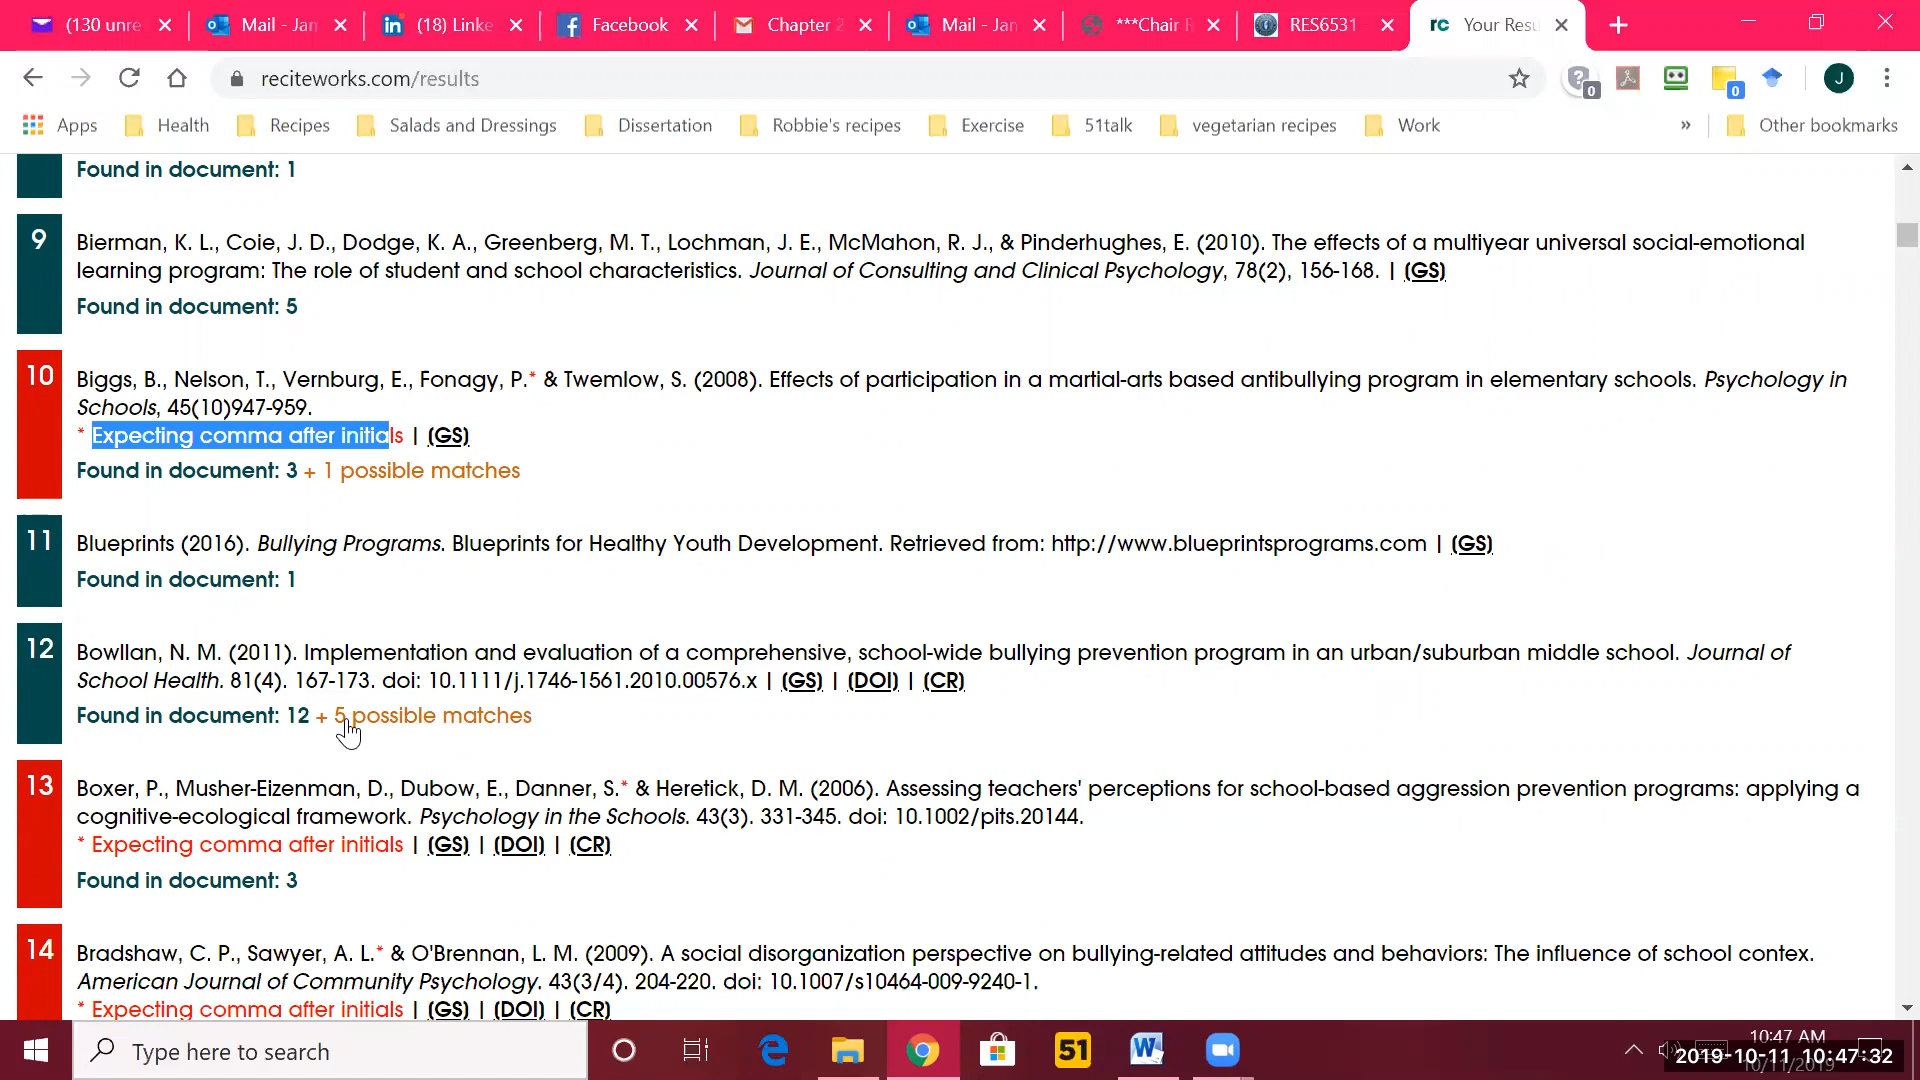 (130 unre
Mail - Jan
(18) Linke
Facebook
Chapter 2
Mail - Jan
***Chair R
RES6531
rc Your Resu
reciteworks.com/results
0
0
J
Apps
Health
Recipes
Salads and Dressings
Dissertation
Robbie's recipes
Exercise
51talk
vegetarian recipes
Work
»
Other bookmarks
Found in document: 1
9
Bierman, K. L., Coie, J. D., Dodge, K. A., Greenberg, M. T., Lochman, J. E., McMahon, R. J., & Pinderhughes, E. (2010). The effects of a multiyear universal social-emotional
learning program: The role of student and school characteristics. Journal of Consulting and Clinical Psychology, 78(2), 156-168. | (GS)
Found in document: 5
10
Biggs, B., Nelson, T., Vernburg, E., Fonagy, P.* & Twemlow, S. (2008). Effects of participation in a martial-arts based antibullying program in elementary schools. Psychology in
Schools, 45(10)947-959.
* Expecting comma after initials | (GS)
Found in document: 3 + 1 possible matches
11
Blueprints (2016). Bullying Programs. Blueprints for Healthy Youth Development. Retrieved from: http://www.blueprintsprograms.com | (GS)
Found in document: 1
12
Bowllan, N. M. (2011). Implementation and evaluation of a comprehensive, school-wide bullying prevention program in an urban/suburban middle school. Journal of
School Health. 81(4). 167-173. doi: 10.1111/j.1746-1561.2010.00576.x | (GS) | (DOI) | (CR)
Found in document: 12 + 5 possible matches
13
Boxer, P., Musher-Eizenman, D., Dubow, E., Danner, S.* & Heretick, D. M. (2006). Assessing teachers' perceptions for school-based aggression prevention programs: applying a
cognitive-ecological framework. Psychology in the Schools. 43(3). 331-345. doi: 10.1002/pits.20144.
* Expecting comma after initials | (GS) | (DOI) | (CR)
Found in document: 3
14
Bradshaw, C. P., Sawyer, A. L.* & O'Brennan, L. M. (2009). A social disorganization perspective on bullying-related attitudes and behaviors: The influence of school contex.
American Journal of Community Psychology. 43(3/4). 204-220. doi: 10.1007/s10464-009-9240-1.
* Expecting comma after initials | (GS) | (DOI) | (CR)
Type here to search
51
10:47 AM
2019-10-11 10:47:32
10/11/2019